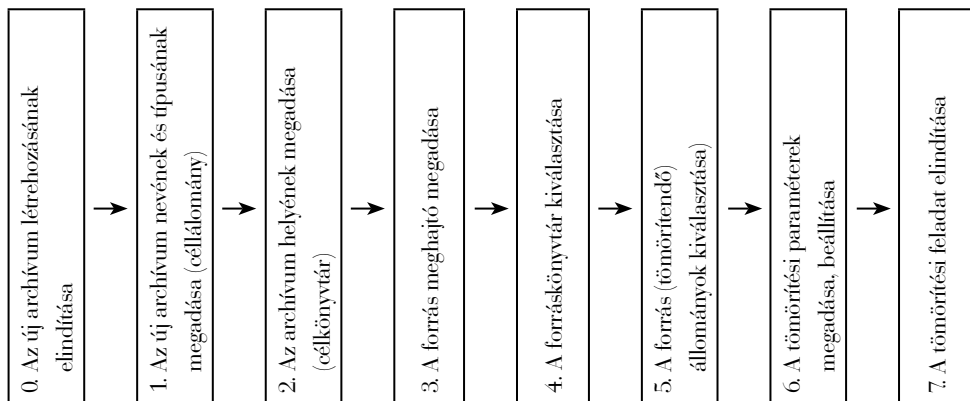 0. Az új archívum létrehozásának
elindítása
1. Az új archívum nevének és típusának
megadása (céllálomány)
2. Az archívum helyének megadása
(célkönyvtár)
3. A forrás meghajtó megadása
4. A forráskönyvtár kiválasztása
5. A forrás (tömörítendő)
állományok kiválasztása)
6. A tömörítési paraméterek
megadása, beállítása
7. A tömörítési feladat elindítása